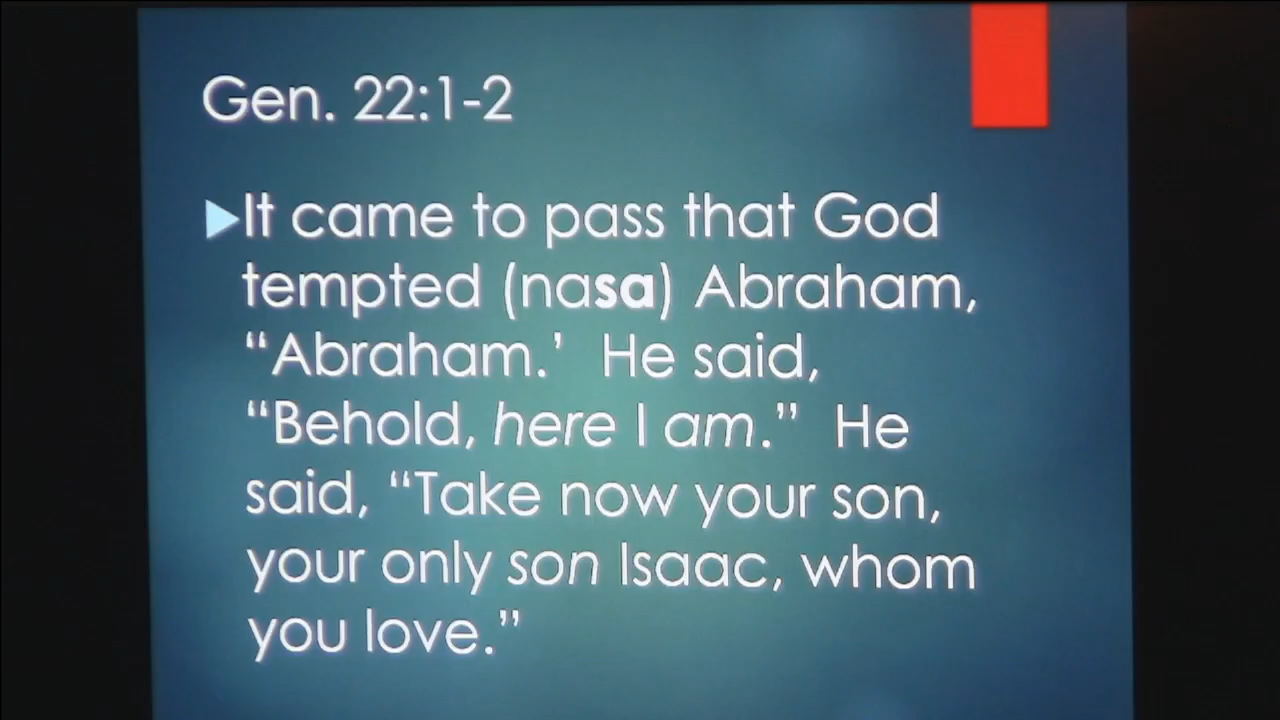 Gen. 22:1-2
It came to pass that God
tempted (nasa) Abraham,
“Abraham.’ He said,
“Behold, here I am.” He
said, “Take now your son,
your only son Isaac, whom
you love.”